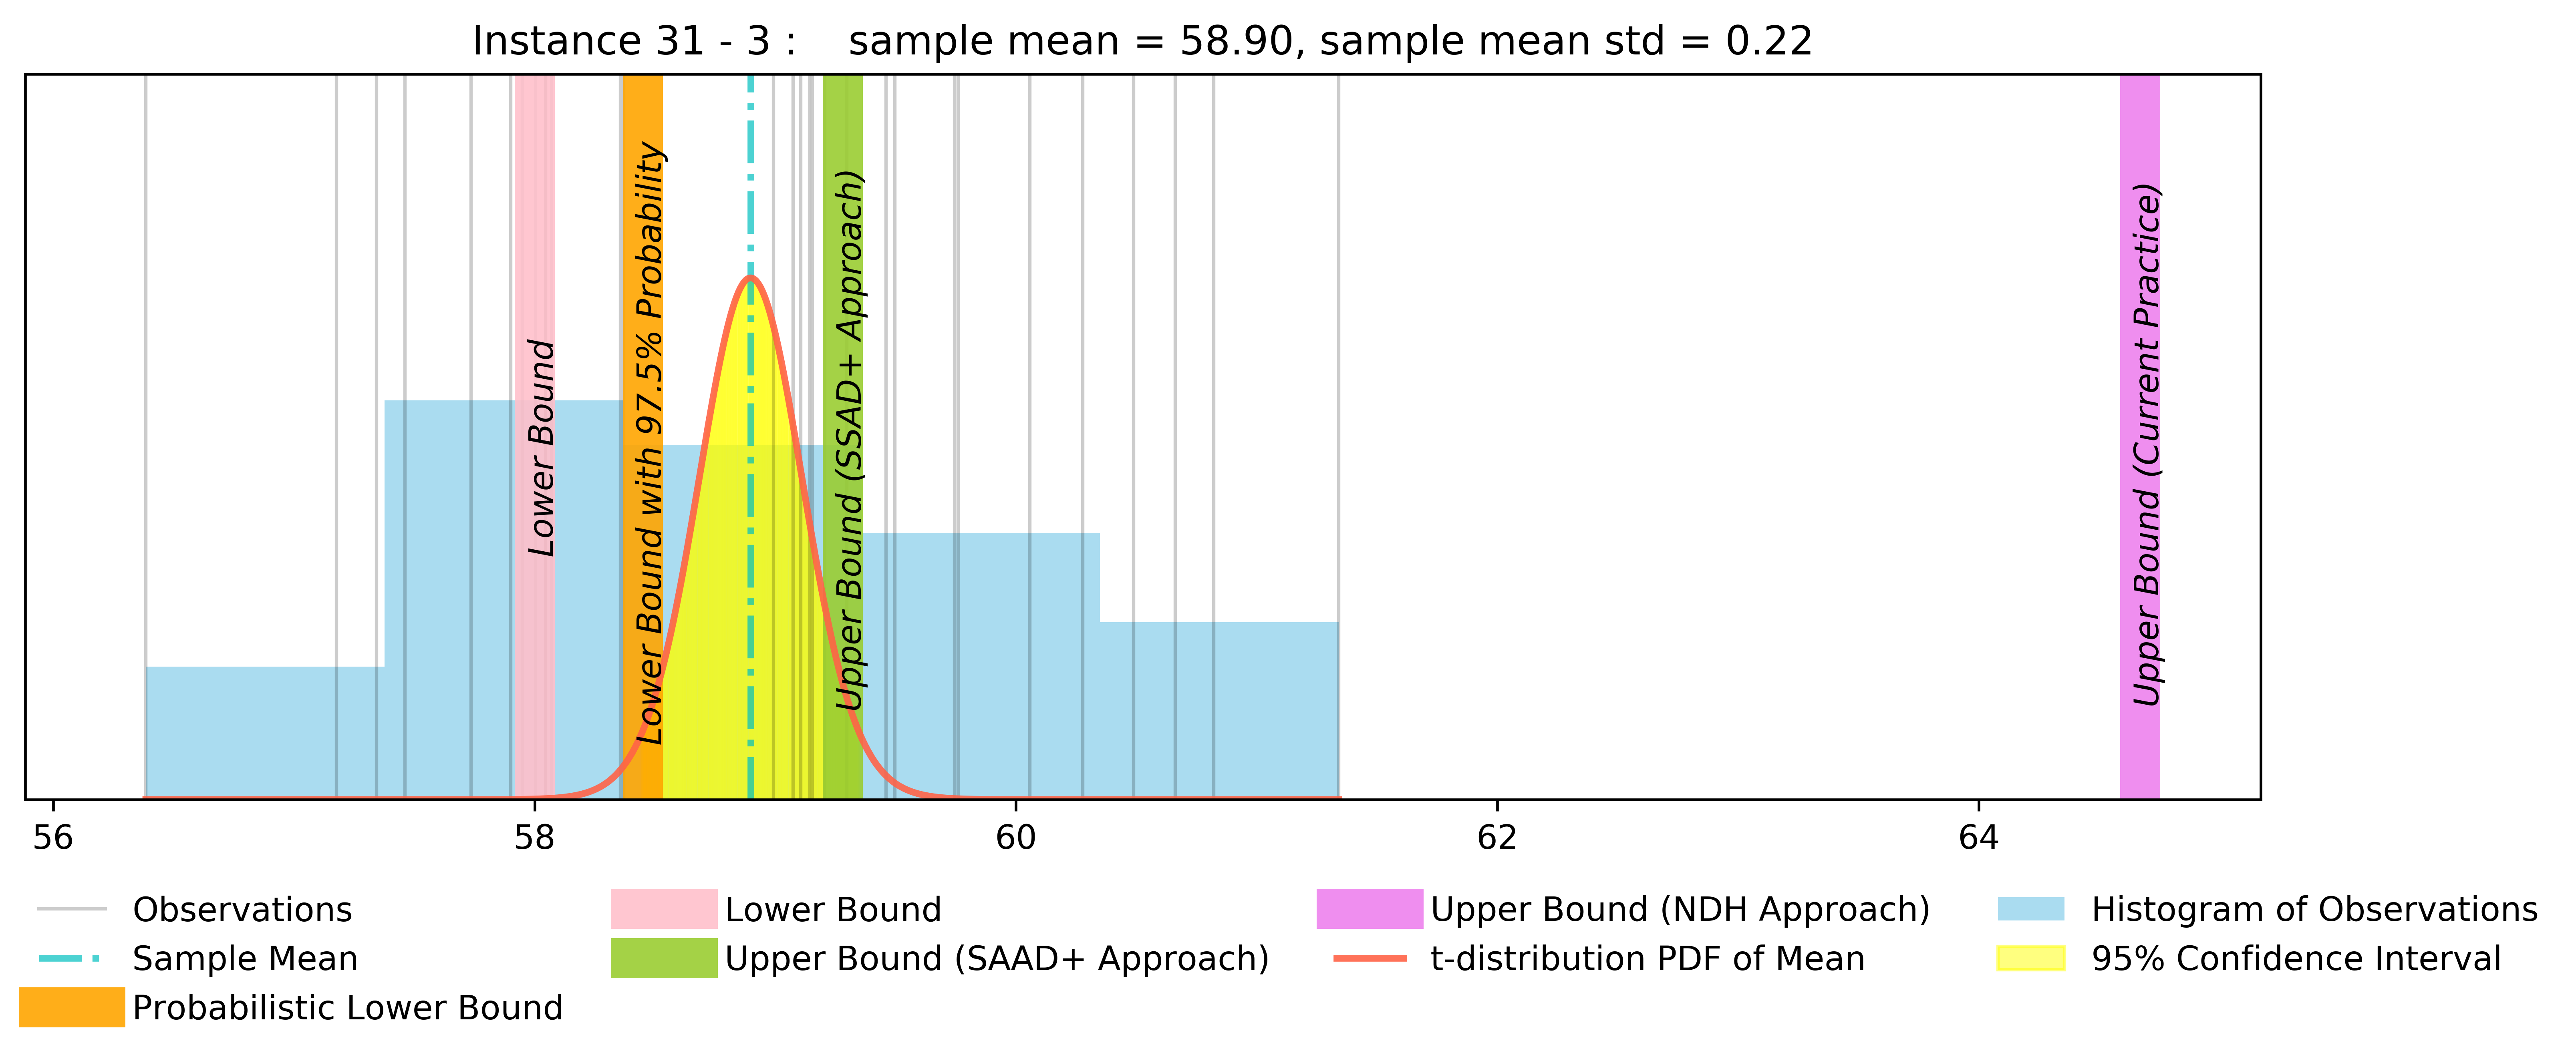 Instance 31 - 3 :    sample mean = 58.90, sample mean std = 0.22
Lower Bound
Lower Bound with 97.5% Probability
Upper Bound (SSAD+ Approach)
Upper Bound (Current Practice)
56 58 60 62 64
Observations
Sample Mean
Probabilistic Lower Bound
Lower Bound
Upper Bound (SAAD+ Approach)
Upper Bound (NDH Approach)
t-distribution PDF of Mean
Histogram of Observations
95% Confidence Interval